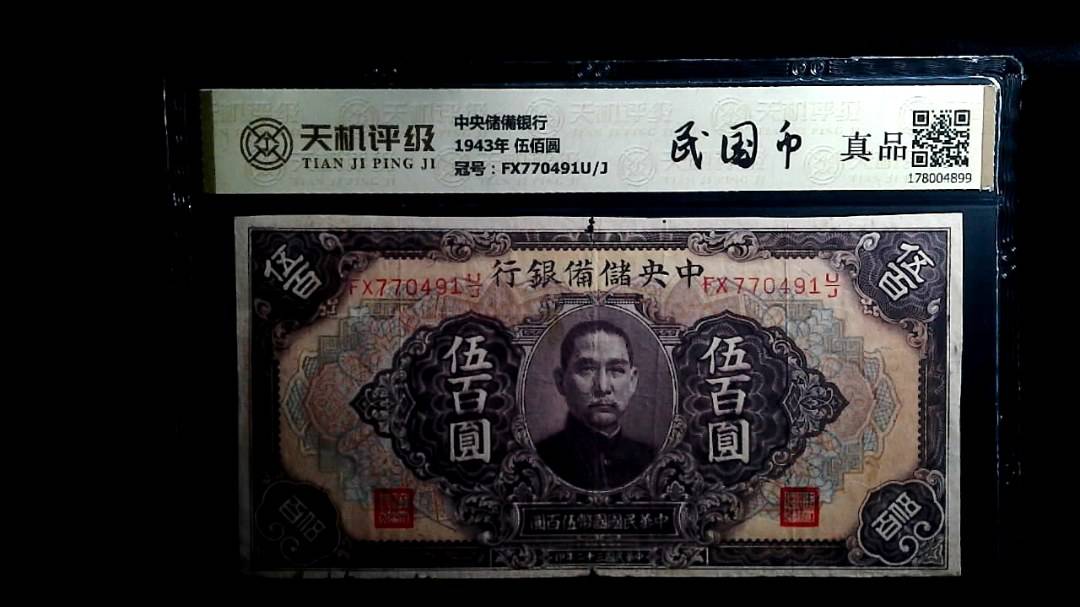 天机评级
TIAN JI PING JI
中央储備银行
1943年 伍佰圆
冠号：FX770491U/J
民国币
真品
178004899
行銀備儲央中
FX770491U/J
FX770491U/J
伍百
伍百
伍百圓
伍百圓
圓百伍幣國國民華中
伍百
伍百